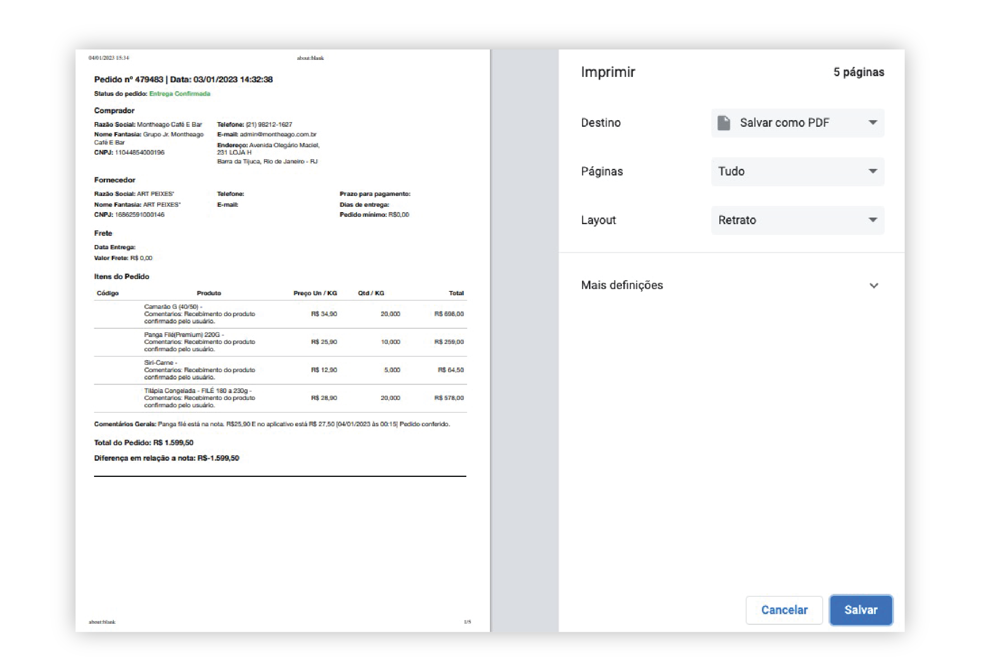 04/01/2023 15:34
about:blank
Pedido nº 479483 | Data: 03/01/2023 14:32:38
Status do pedido: Entrega Confirmada
Comprador
Razão Social: Montheago Café E Bar
Nome Fantasia: Grupo Jr. Montheago
Café E Bar
CNPJ: 11044854000196
Telefone: (21) 98212-1627
E-mail: admin@montheago.com.br
Endereço: Avenida Olegário Maciel,
231 LOJA H
Barra da Tijuca, Rio de Janeiro - RJ
Fornecedor
Razão Social: ART PEIXES"
Nome Fantasia: ART PEIXES"
CNPJ: 16862591000146
Telefone:
E-mail:
Prazo para pagamento:
Dias de entrega:
Pedido mínimo: R$0,00
Frete
Data Entrega:
Valor Frete: R$ 0,00
Itens do Pedido
Código Produto Preço Un / KG Qtd / KG Total
Camarão G (40/50) -
Comentarios: Recebimento do produto
confirmado pelo usuário.
R$ 34,90 20,000 R$ 698,00
Panga Filé(Premium) 220G -
Comentarios: Recebimento do produto
confirmado pelo usuário.
R$ 25,90 10,000 R$ 259,00
Siri-Carne -
Comentarios: Recebimento do produto
confirmado pelo usuário.
R$ 12,90 5,000 R$ 64,50
Tilápia Congelada - FILÉ 180 a 230g -
Comentarios: Recebimento do produto
confirmado pelo usuário.
R$ 28,90 20,000 R$ 578,00
Comentários Gerais: Panga filé está na nota. R$25,90 E no aplicativo está R$ 27,50 [04/01/2023 às 00:15] Pedido conferido.
Total do Pedido: R$ 1.599,50
Diferença em relação a nota: R$-1.599,50
about:blank
1/5
Imprimir
5 páginas
Destino
Salvar como PDF
Páginas
Tudo
Layout
Retrato
Mais definições
Cancelar
Salvar